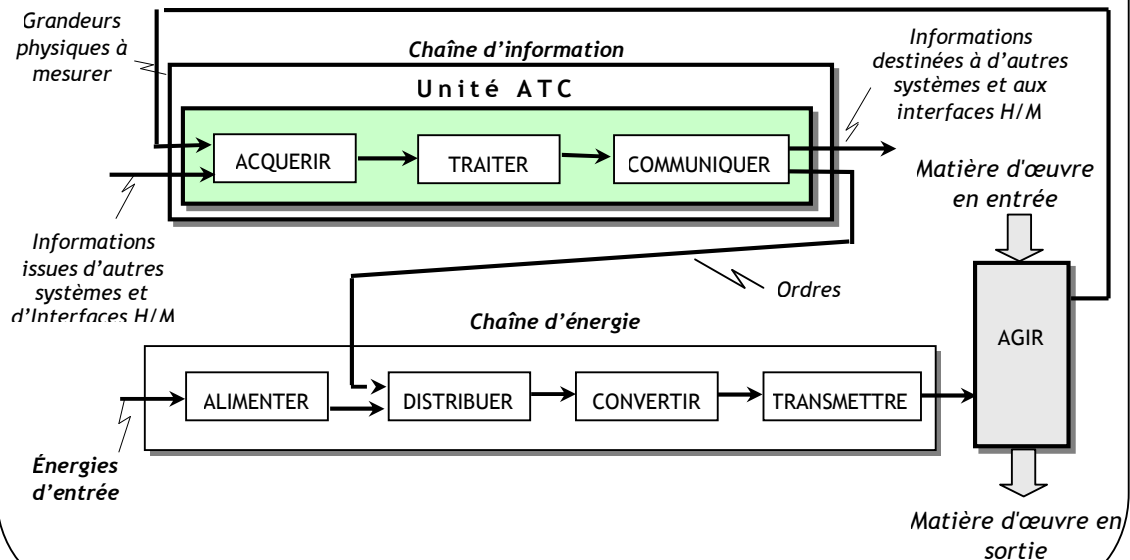 Grandeurs
physiques à
mesurer
Chaîne d’information
Unité ATC
ACQUERIR
TRAITER
COMMUNIQUER
Informations
destinées à d’autres
systèmes et aux
interfaces H/M
Matière d'œuvre
en entrée
Informations
issues d’autres
systèmes et
d’Interfaces H/M
Ordres
Chaîne d’énergie
AGIR
ALIMENTER
DISTRIBUER
CONVERTIR
TRANSMETTRE
Énergies
d’entrée
Matière d'œuvre en
sortie